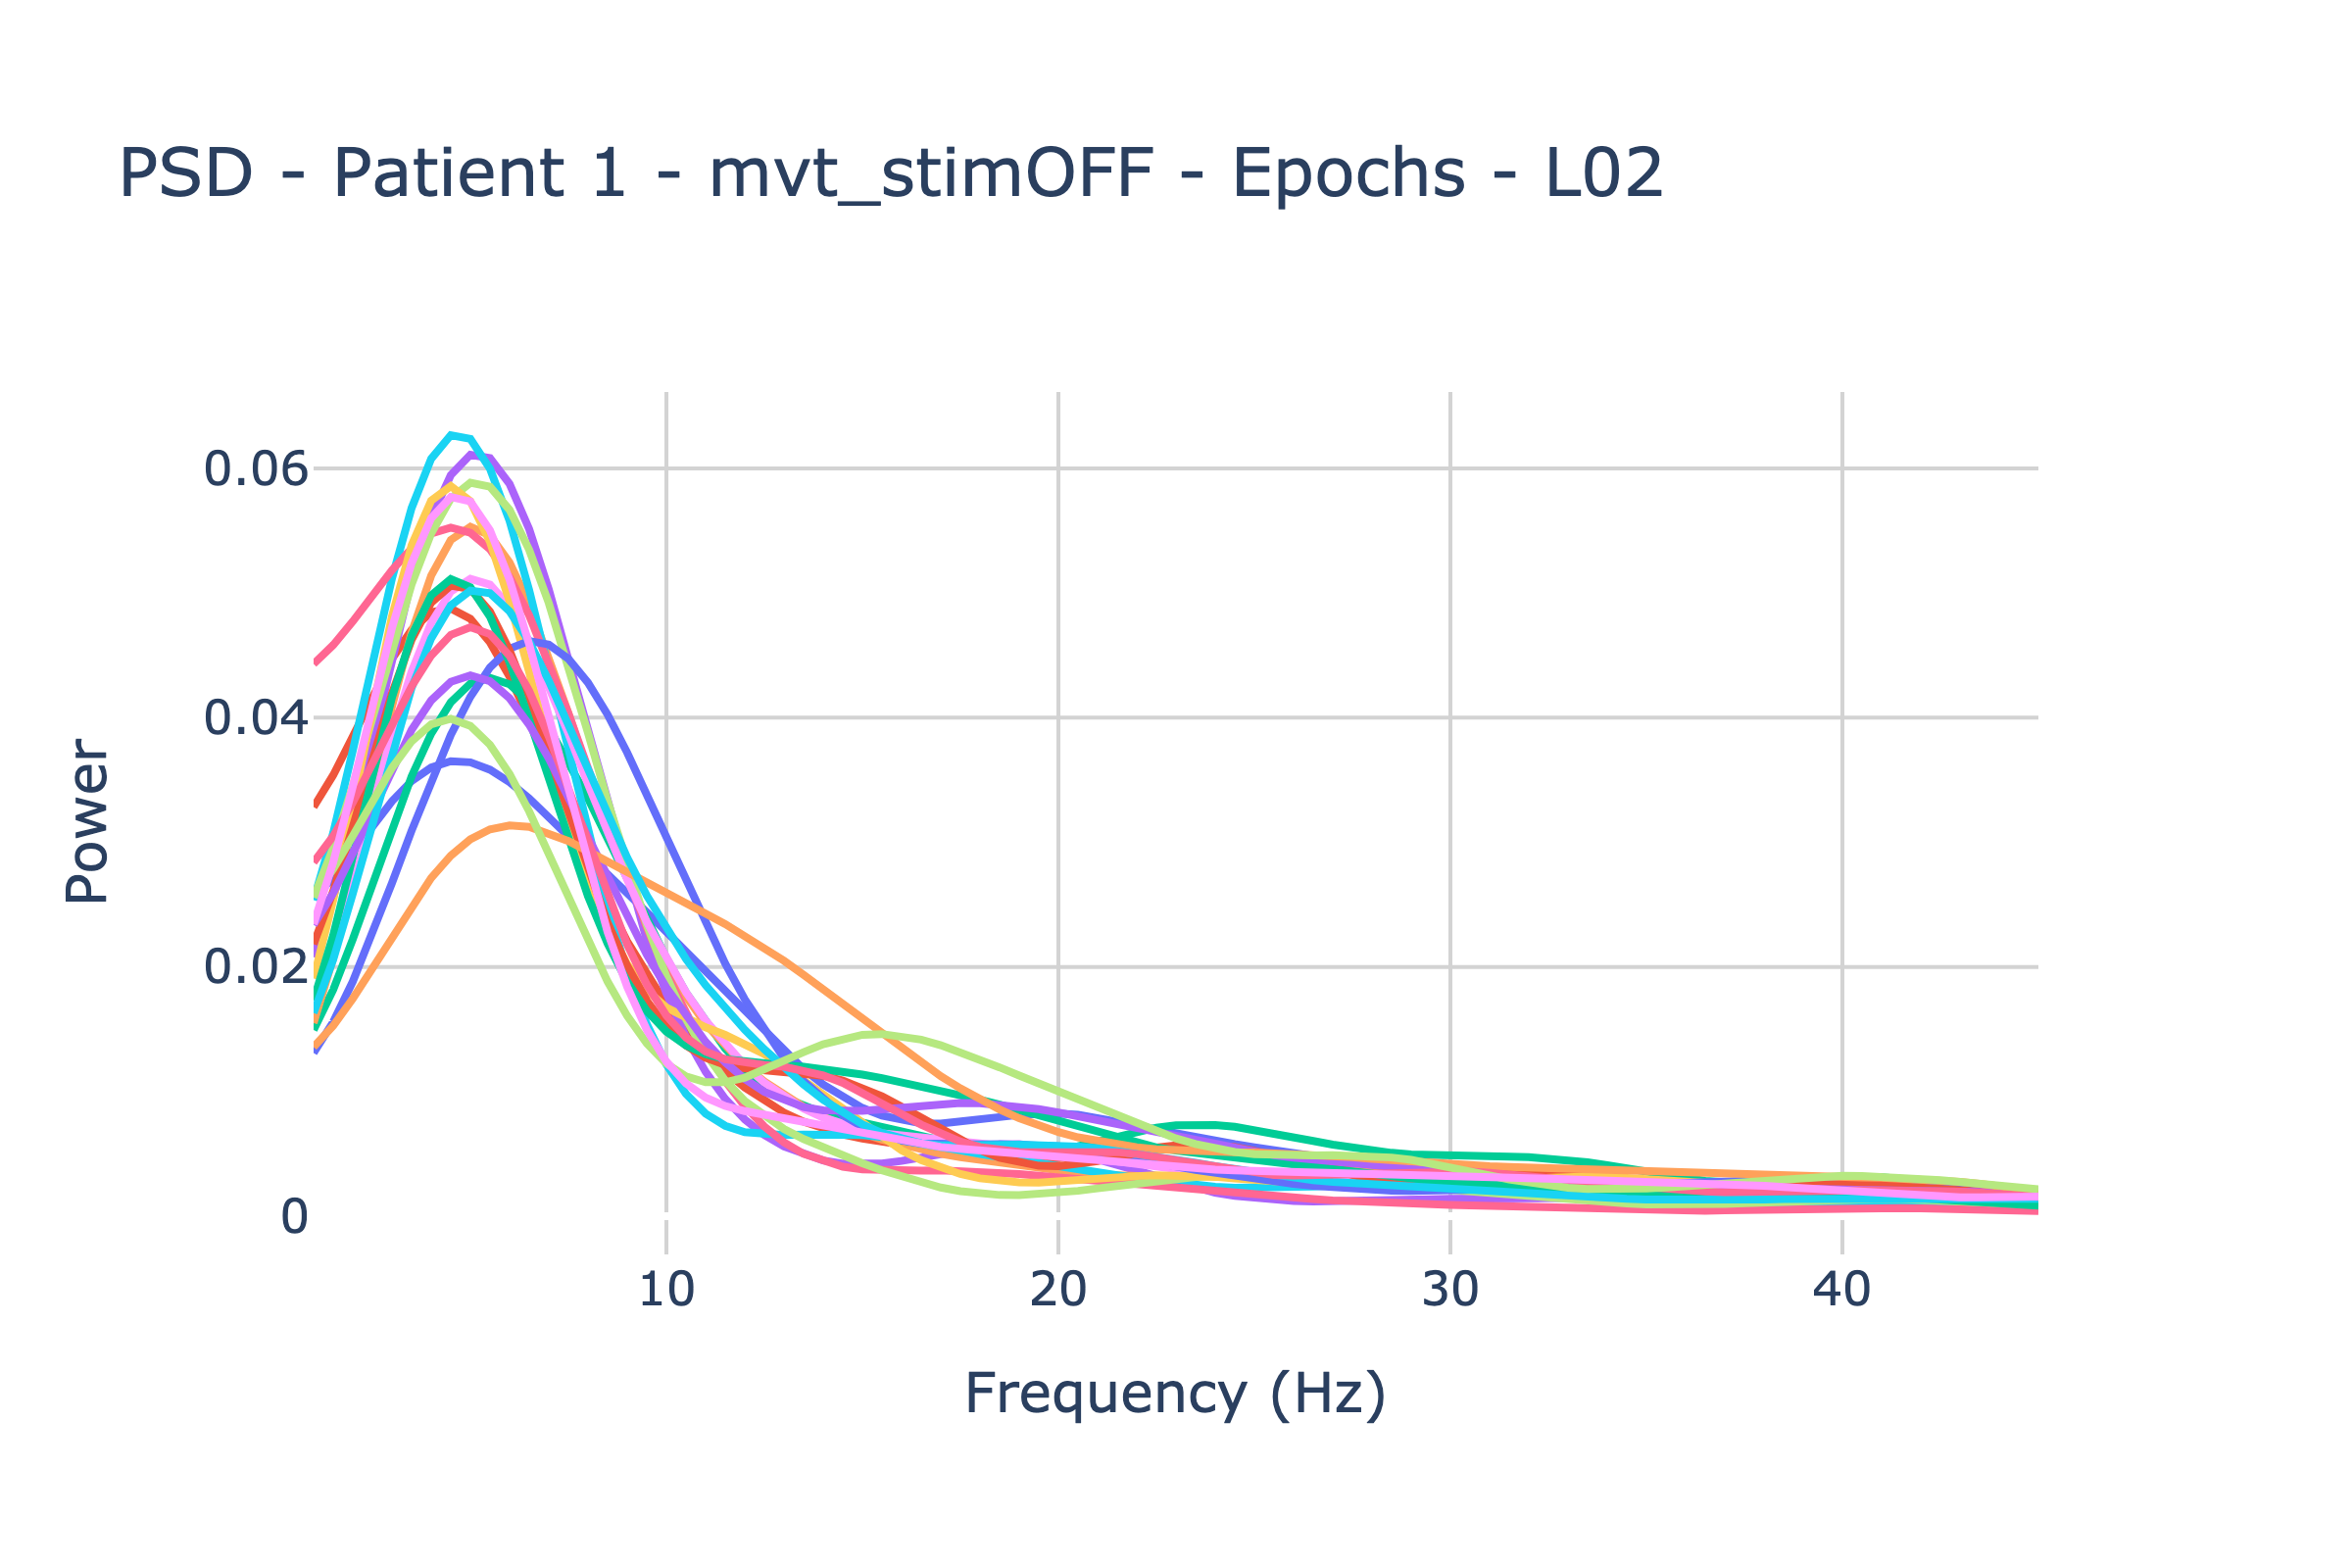 PSD - Patient 1 - mvt_stimOFF - Epochs - L02
0.06
0.04
0.02
0
Power
10 20 30 40
Frequency (Hz)